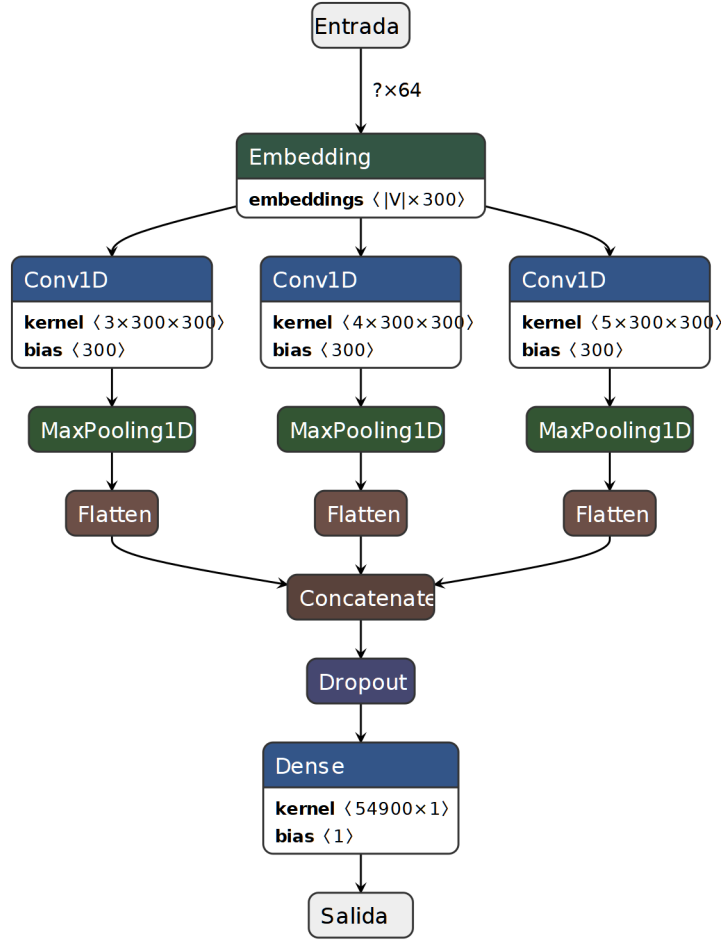 Entrada
?×64
Embedding
embeddings〈|V|×300〉
Conv1D
kernel〈3×300×300〉
bias〈300〉
Conv1D
kernel〈4×300×300〉
bias〈300〉
Conv1D
kernel〈5×300×300〉
bias〈300〉
MaxPooling1D
MaxPooling1D
MaxPooling1D
Flatten
Flatten
Flatten
Concatenate
Dropout
Dense
kernel〈54900×1〉
bias〈1〉
Salida